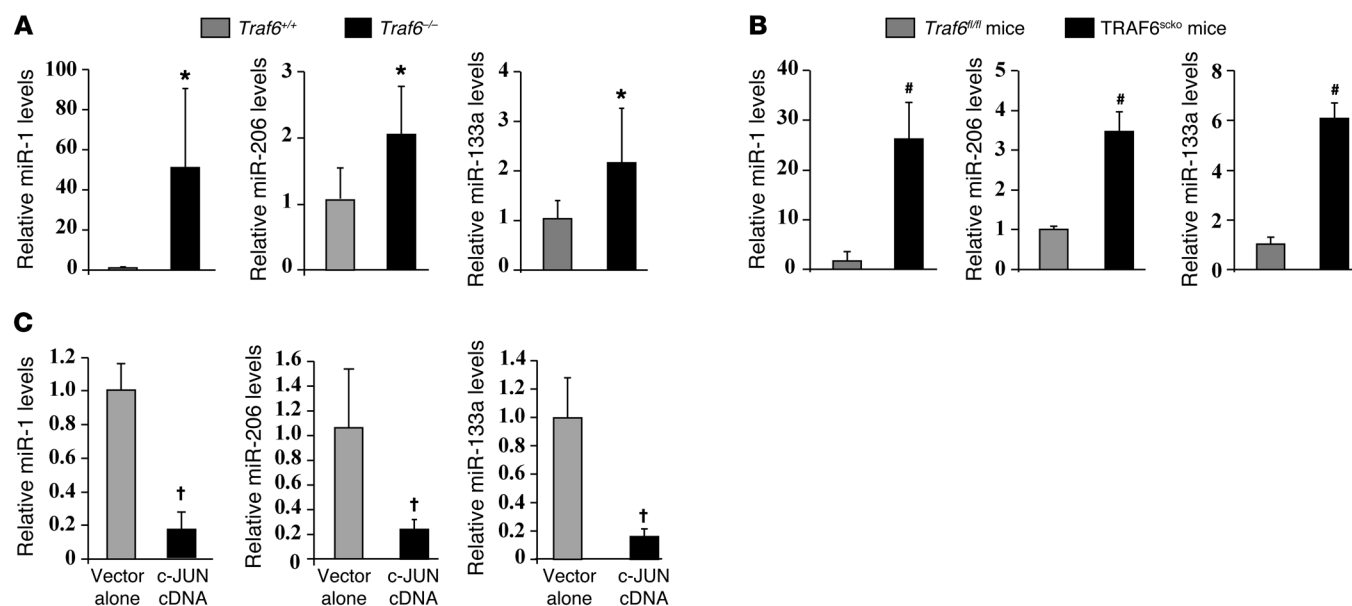 A
Traf6+/+
Traf6–/–
Relative miR-1 levels
100
80
60
40
20
0
*
Relative miR-206 levels
3
2
1
0
*
Relative miR-133a levels
4
3
2
1
0
*
B
Traf6fl/fl mice
TRAF6scko mice
Relative miR-1 levels
40
30
20
10
0
#
Relative miR-206 levels
5
4
3
2
1
0
#
Relative miR-133a levels
8
6
4
2
0
#
C
Relative miR-1 levels
1.2
1.0
0.8
0.6
0.4
0.2
0
†
Vector alone
c-JUN cDNA
Relative miR-206 levels
1.6
1.4
1.2
1.0
0.8
0.6
0.4
0.2
0
†
Vector alone
c-JUN cDNA
Relative miR-133a levels
1.4
1.2
1.0
0.8
0.6
0.4
0.2
0
†
Vector alone
c-JUN cDNA